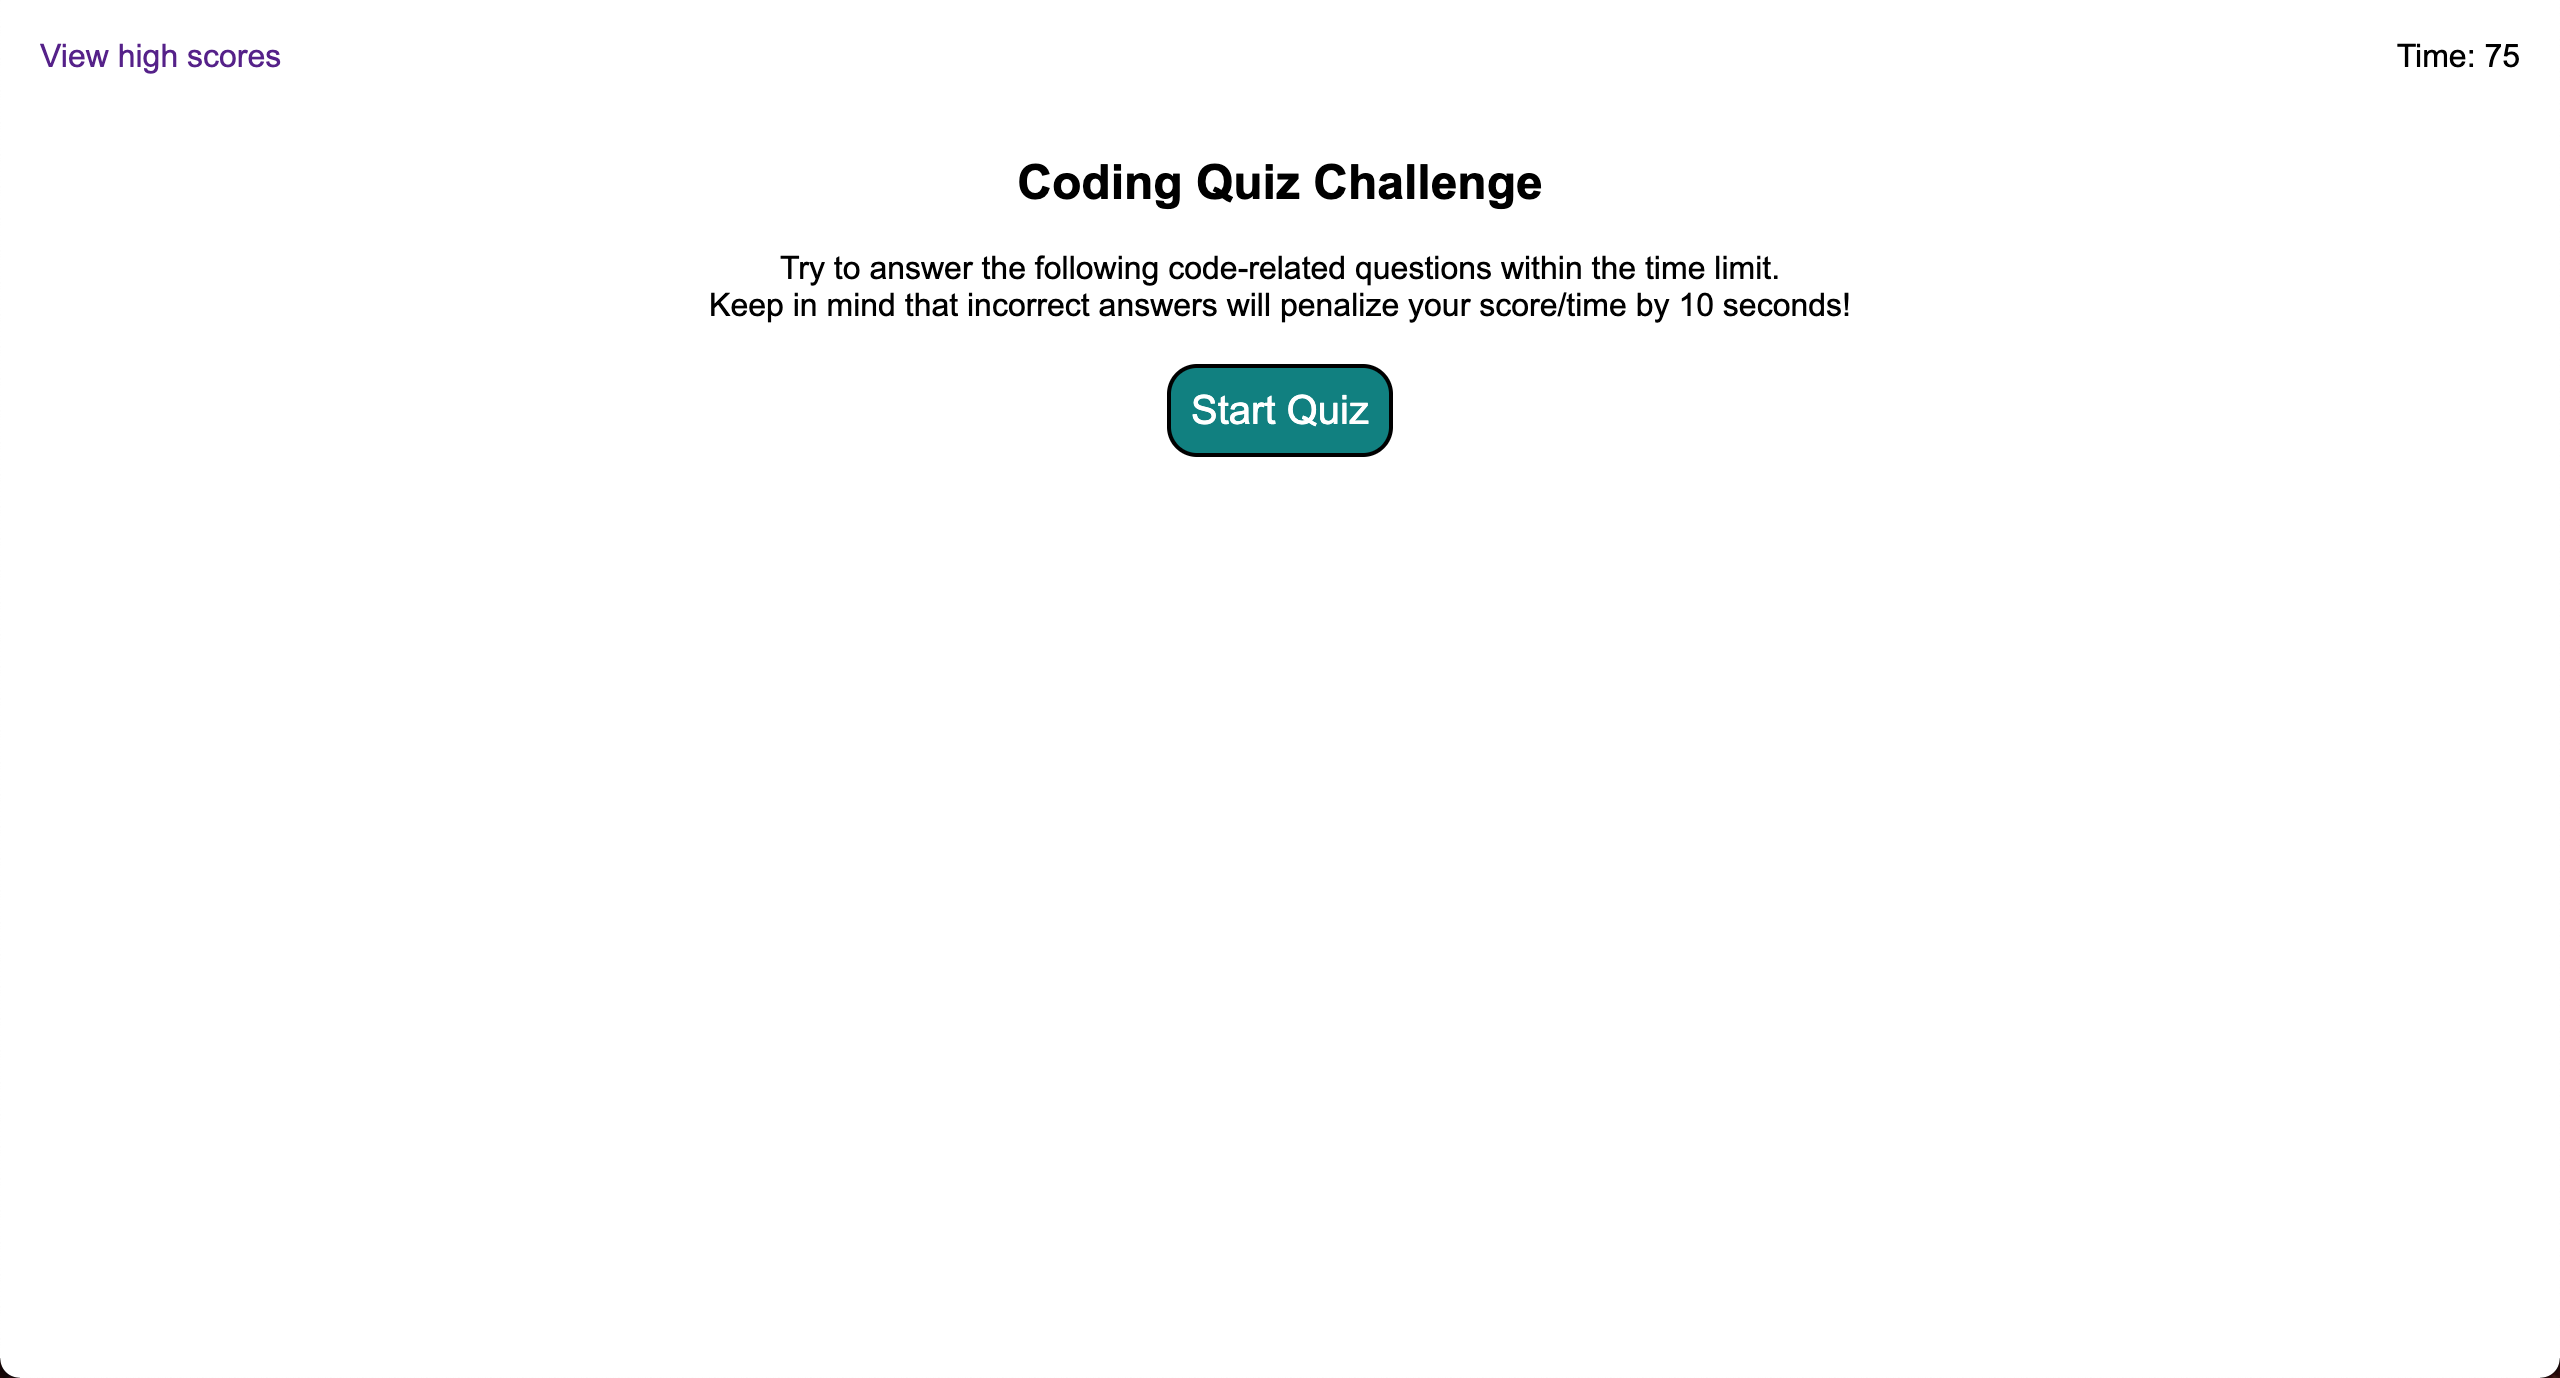 View high scores
Time: 75
Coding Quiz Challenge
Try to answer the following code-related questions within the time limit.
Keep in mind that incorrect answers will penalize your score/time by 10 seconds!
Start Quiz